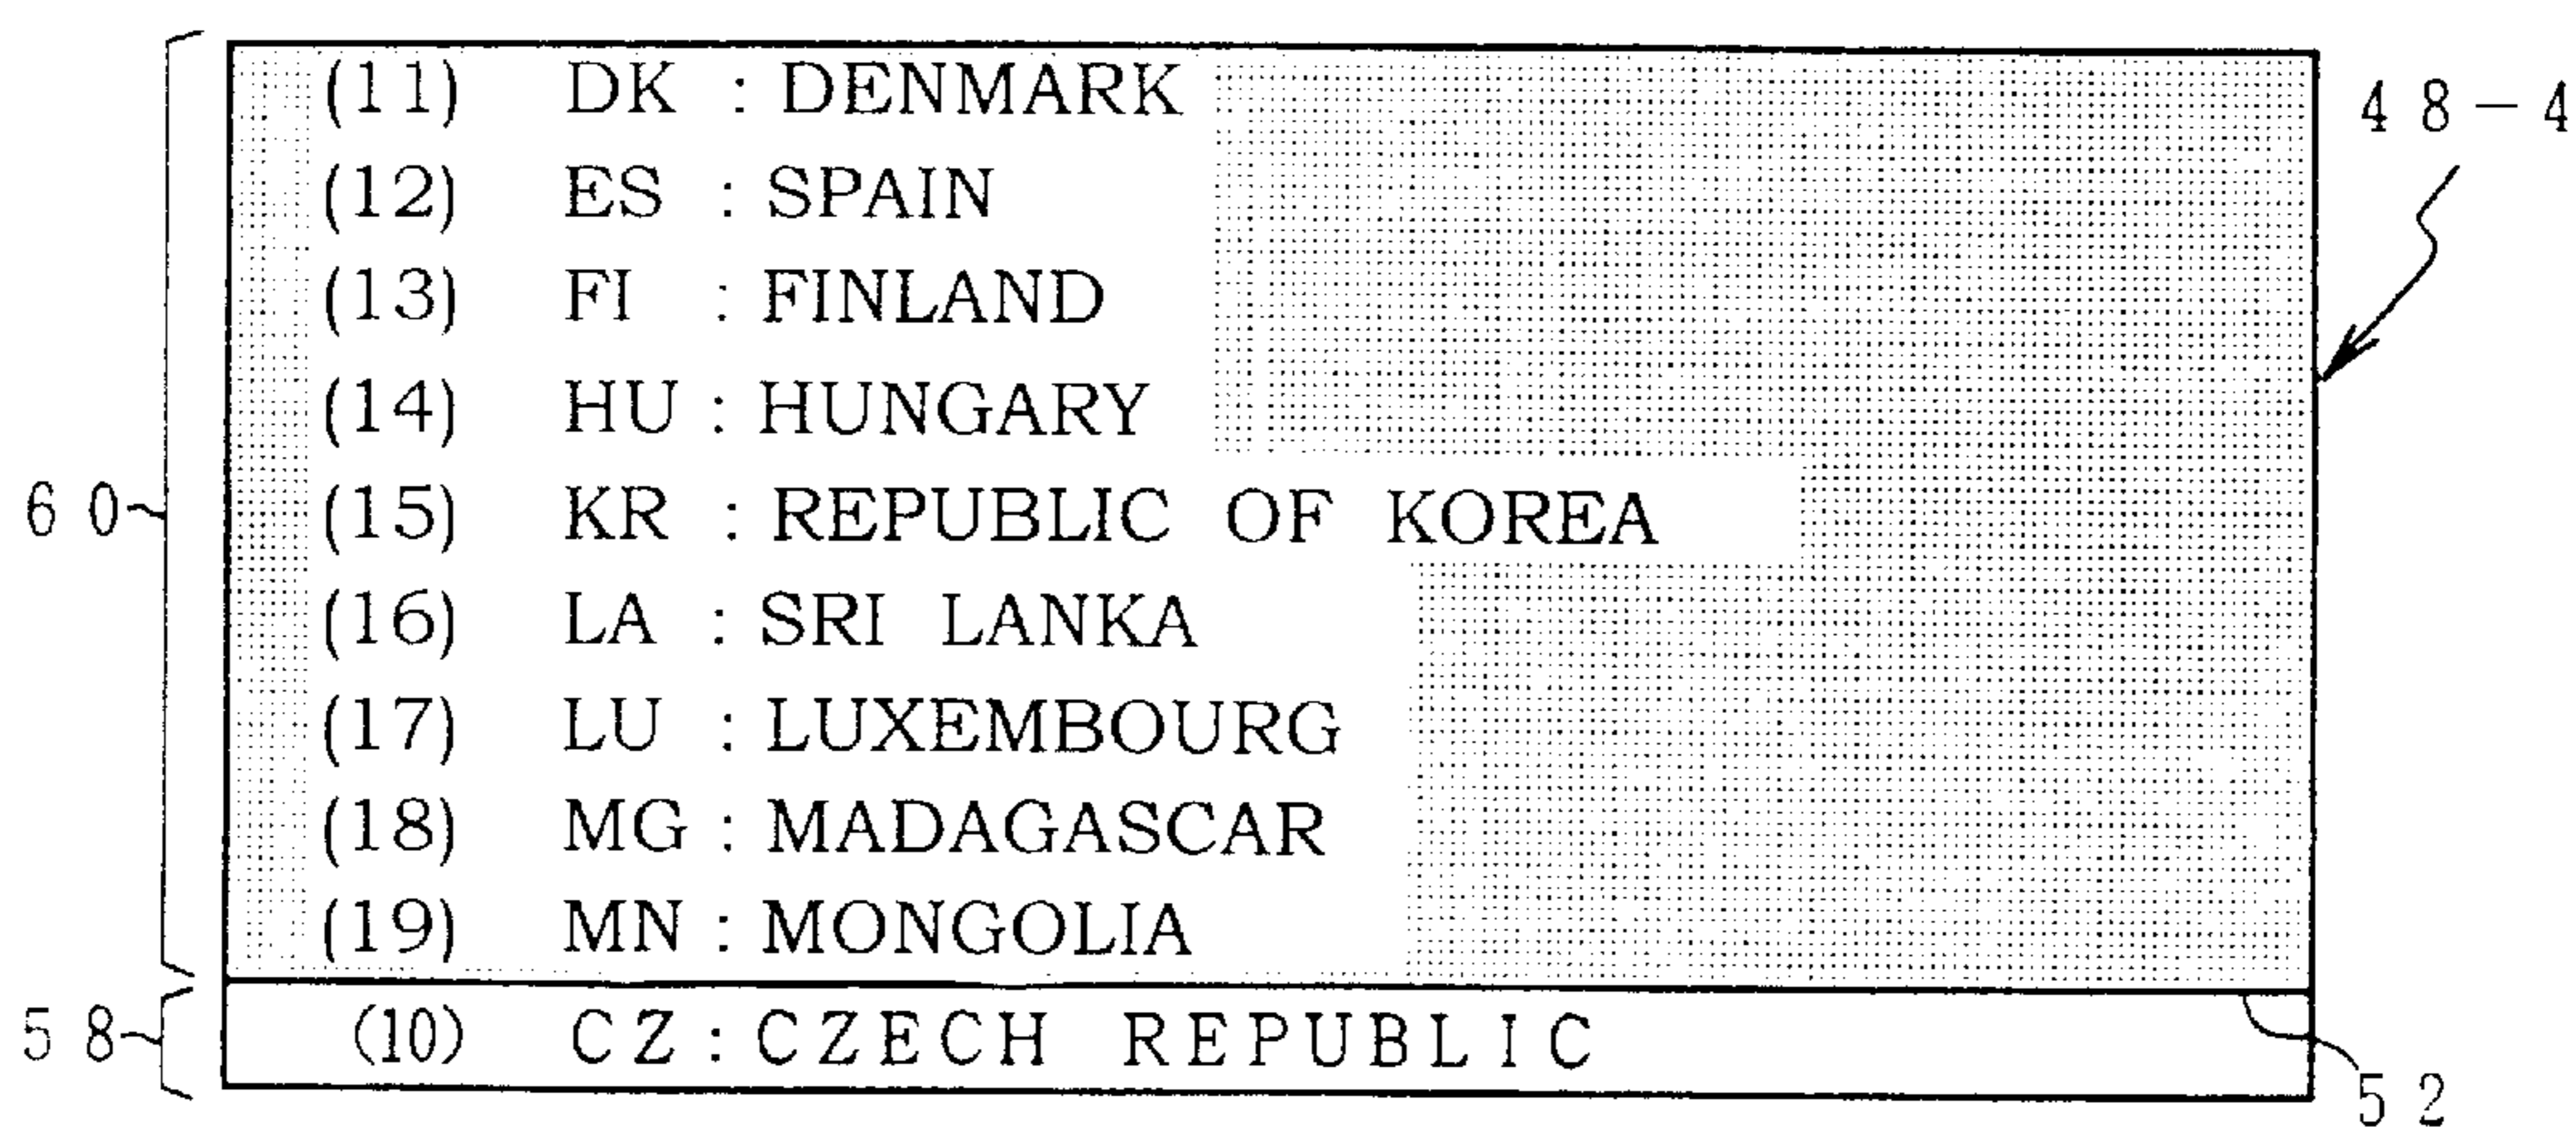 (11) DK : DENMARK
48-4
(12) ES : SPAIN
(13) FI : FINLAND
(14) HU : HUNGARY
60
(15) KR : REPUBLIC OF KOREA
(16) LA : SRI LANKA
(17) LU : LUXEMBOURG
(18) MG : MADAGASCAR
(19) MN : MONGOLIA
58
(10) CZ : CZECH REPUBLIC
52